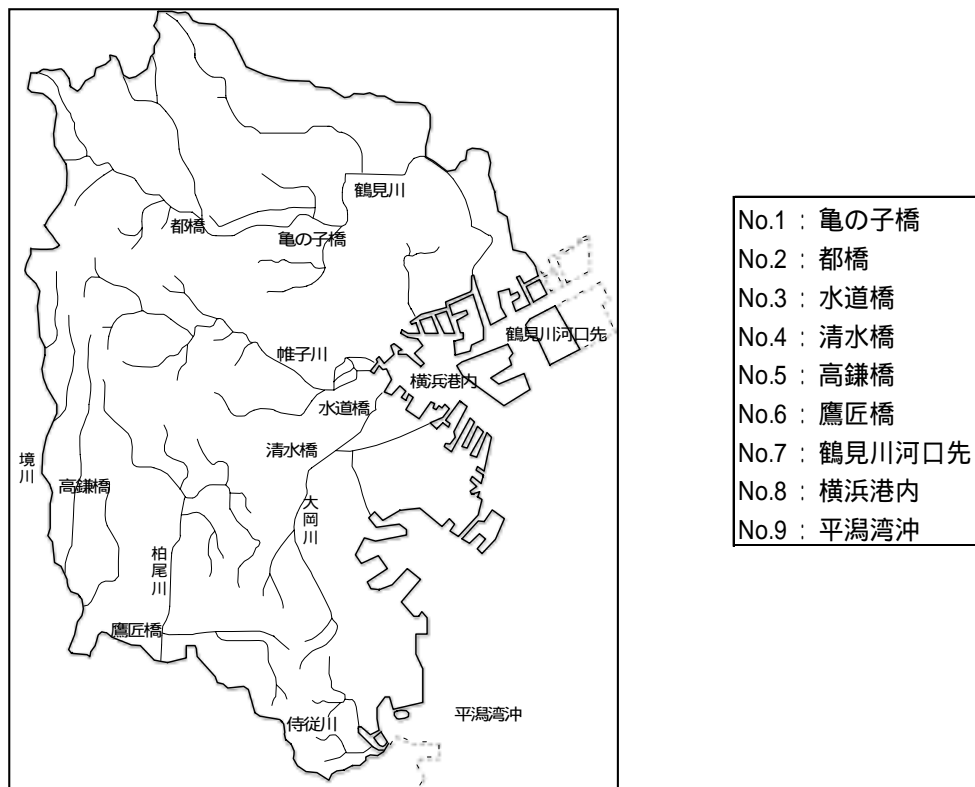 鶴見川
都橋
亀の子橋
鶴見川河口先
帷子川
横浜港内
水道橋
清水橋
境川
高鎌橋
大岡川
柏尾川
鷹匠橋
平潟湾沖
侍従川
No.1 : 亀の子橋
No.2 : 都橋
No.3 : 水道橋
No.4 : 清水橋
No.5 : 高鎌橋
No.6 : 鷹匠橋
No.7 : 鶴見川河口先
No.8 : 横浜港内
No.9 : 平潟湾沖